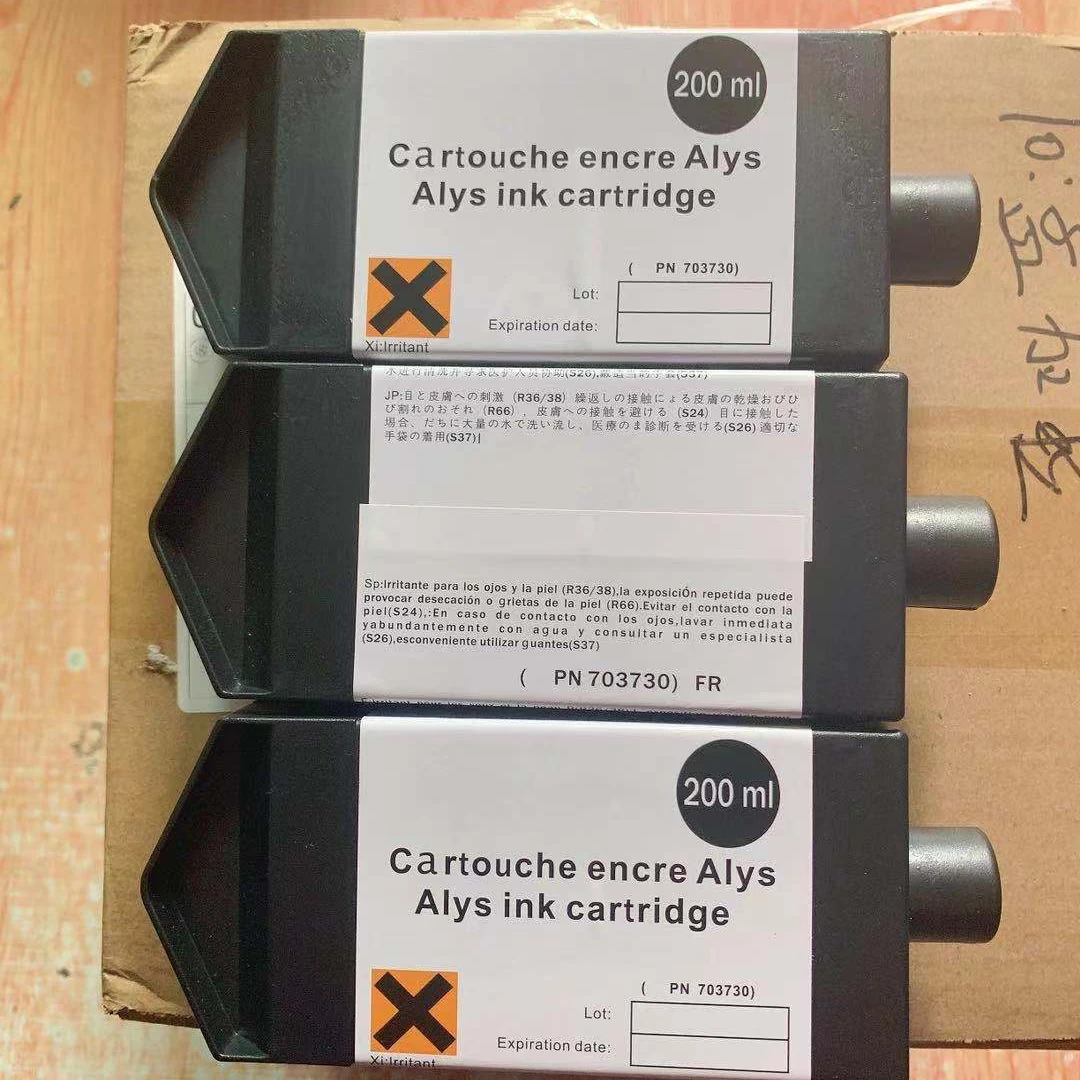 200 ml
Cartouche encre Alys
Alys ink cartridge
( PN 703730)
Lot:
Expiration date:
Xi:Irritant
JP:目と皮膚への刺激（R36/38）繰返しの接触にょる皮膚の乾燥おびひ
び割れのおそれ（R66）, 皮膚への接触を避ける（S24）目に接触した
場合、だちに大量の水で洗い流し、医療のま診断を受ける(S26) 適切な
手袋の着用(S37)
Sp:Irritante para los ojos y la piel (R36/38),la exposiciÓn repetida puede
provocar desecación o grietas de la piel (R66).Evitar el contacto con la
piel(S24),:En caso de contacto con los ojos,lavar inmediata
yabundantemente con agua y consultar un especialista
(S26),esconveniente utilizar guantes(S37)
( PN 703730) FR
200 ml
Cartouche encre Alys
Alys ink cartridge
( PN 703730)
Lot:
Expiration date:
Xi:Irritant